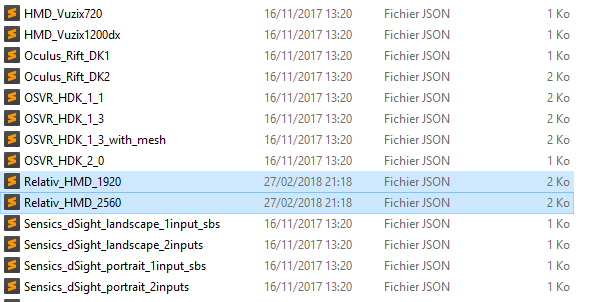 HMD_Vuzix720 16/11/2017 13:20 Fichier JSON 1 Ko
HMD_Vuzix1200dx 16/11/2017 13:20 Fichier JSON 1 Ko
Oculus_Rift_DK1 16/11/2017 13:20 Fichier JSON 1 Ko
Oculus_Rift_DK2 16/11/2017 13:20 Fichier JSON 2 Ko
OSVR_HDK_1_1 16/11/2017 13:20 Fichier JSON 2 Ko
OSVR_HDK_1_3 16/11/2017 13:20 Fichier JSON 2 Ko
OSVR_HDK_1_3_with_mesh 16/11/2017 13:20 Fichier JSON 2 Ko
OSVR_HDK_2_0 16/11/2017 13:20 Fichier JSON 1 Ko
Relativ_HMD_1920 27/02/2018 21:18 Fichier JSON 2 Ko
Relativ_HMD_2560 27/02/2018 21:18 Fichier JSON 2 Ko
Sensics_dSight_landscape_1input_sbs 16/11/2017 13:20 Fichier JSON 1 Ko
Sensics_dSight_landscape_2inputs 16/11/2017 13:20 Fichier JSON 1 Ko
Sensics_dSight_portrait_1input_sbs 16/11/2017 13:20 Fichier JSON 1 Ko
Sensics_dSight_portrait_2inputs 16/11/2017 13:20 Fichier JSON 1 Ko